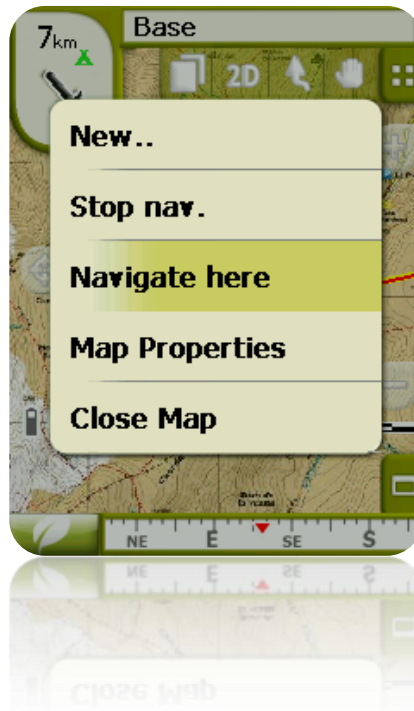 7km
Base
2D
New..
Stop nav.
Navigate here
Map Properties
Close Map
NE E SE S